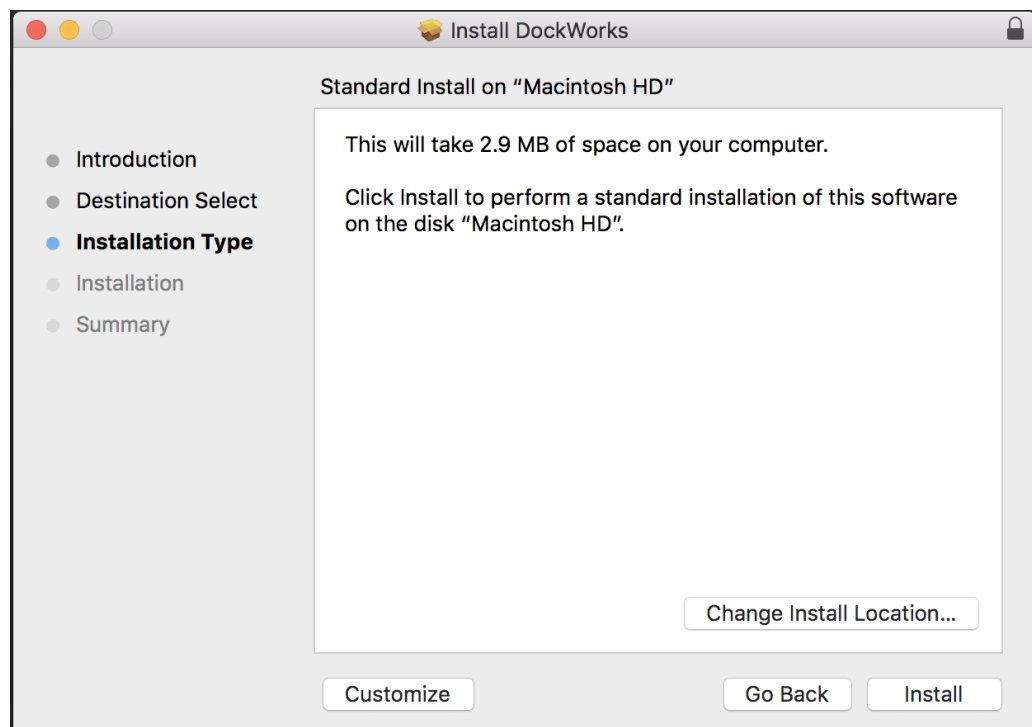 Install DockWorks
Standard Install on “Macintosh HD”
Introduction
Destination Select
Installation Type
Installation
Summary
This will take 2.9 MB of space on your computer.
Click Install to perform a standard installation of this software
on the disk “Macintosh HD”.
Change Install Location...
Customize
Go Back
Install